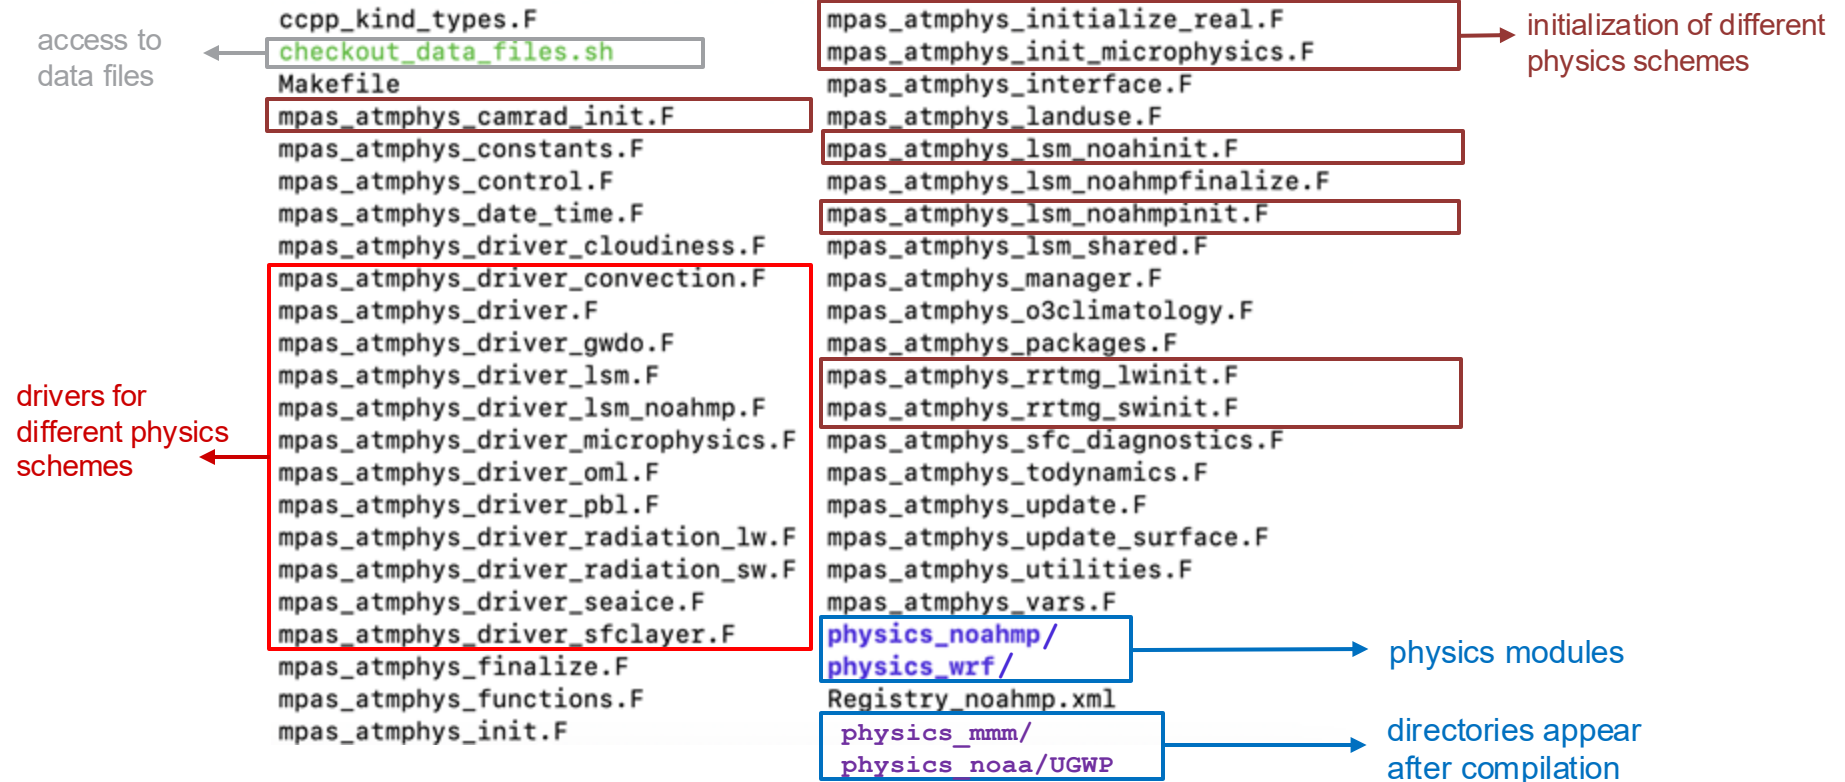 access to
data files
ccpp_kind_types.F
checkout_data_files.sh
Makefile
mpas_atmphys_camrad_init.F
mpas_atmphys_constants.F
mpas_atmphys_control.F
mpas_atmphys_date_time.F
mpas_atmphys_driver_cloudiness.F
mpas_atmphys_driver_convection.F
mpas_atmphys_driver.F
mpas_atmphys_driver_gwdo.F
mpas_atmphys_driver_lsm.F
mpas_atmphys_driver_lsm_noahmp.F
mpas_atmphys_driver_microphysics.F
mpas_atmphys_driver_oml.F
mpas_atmphys_driver_pbl.F
mpas_atmphys_driver_radiation_lw.F
mpas_atmphys_driver_radiation_sw.F
mpas_atmphys_driver_seaice.F
mpas_atmphys_driver_sfclayer.F
mpas_atmphys_finalize.F
mpas_atmphys_functions.F
mpas_atmphys_init.F
drivers for
different physics
schemes
mpas_atmphys_initialize_real.F
mpas_atmphys_init_microphysics.F
mpas_atmphys_interface.F
mpas_atmphys_landuse.F
mpas_atmphys_lsm_noahinit.F
mpas_atmphys_lsm_noahmpfinalize.F
mpas_atmphys_lsm_noahmpinit.F
mpas_atmphys_lsm_shared.F
mpas_atmphys_manager.F
mpas_atmphys_o3climatology.F
mpas_atmphys_packages.F
mpas_atmphys_rrtmg_lwinit.F
mpas_atmphys_rrtmg_swinit.F
mpas_atmphys_sfc_diagnostics.F
mpas_atmphys_todynamics.F
mpas_atmphys_update.F
mpas_atmphys_update_surface.F
mpas_atmphys_utilities.F
mpas_atmphys_vars.F
physics_noahmp/
physics_wrf/
Registry_noahmp.xml
physics_mmm/
physics_noaa/UGWP
initialization of different
physics schemes
physics modules
directories appear
after compilation